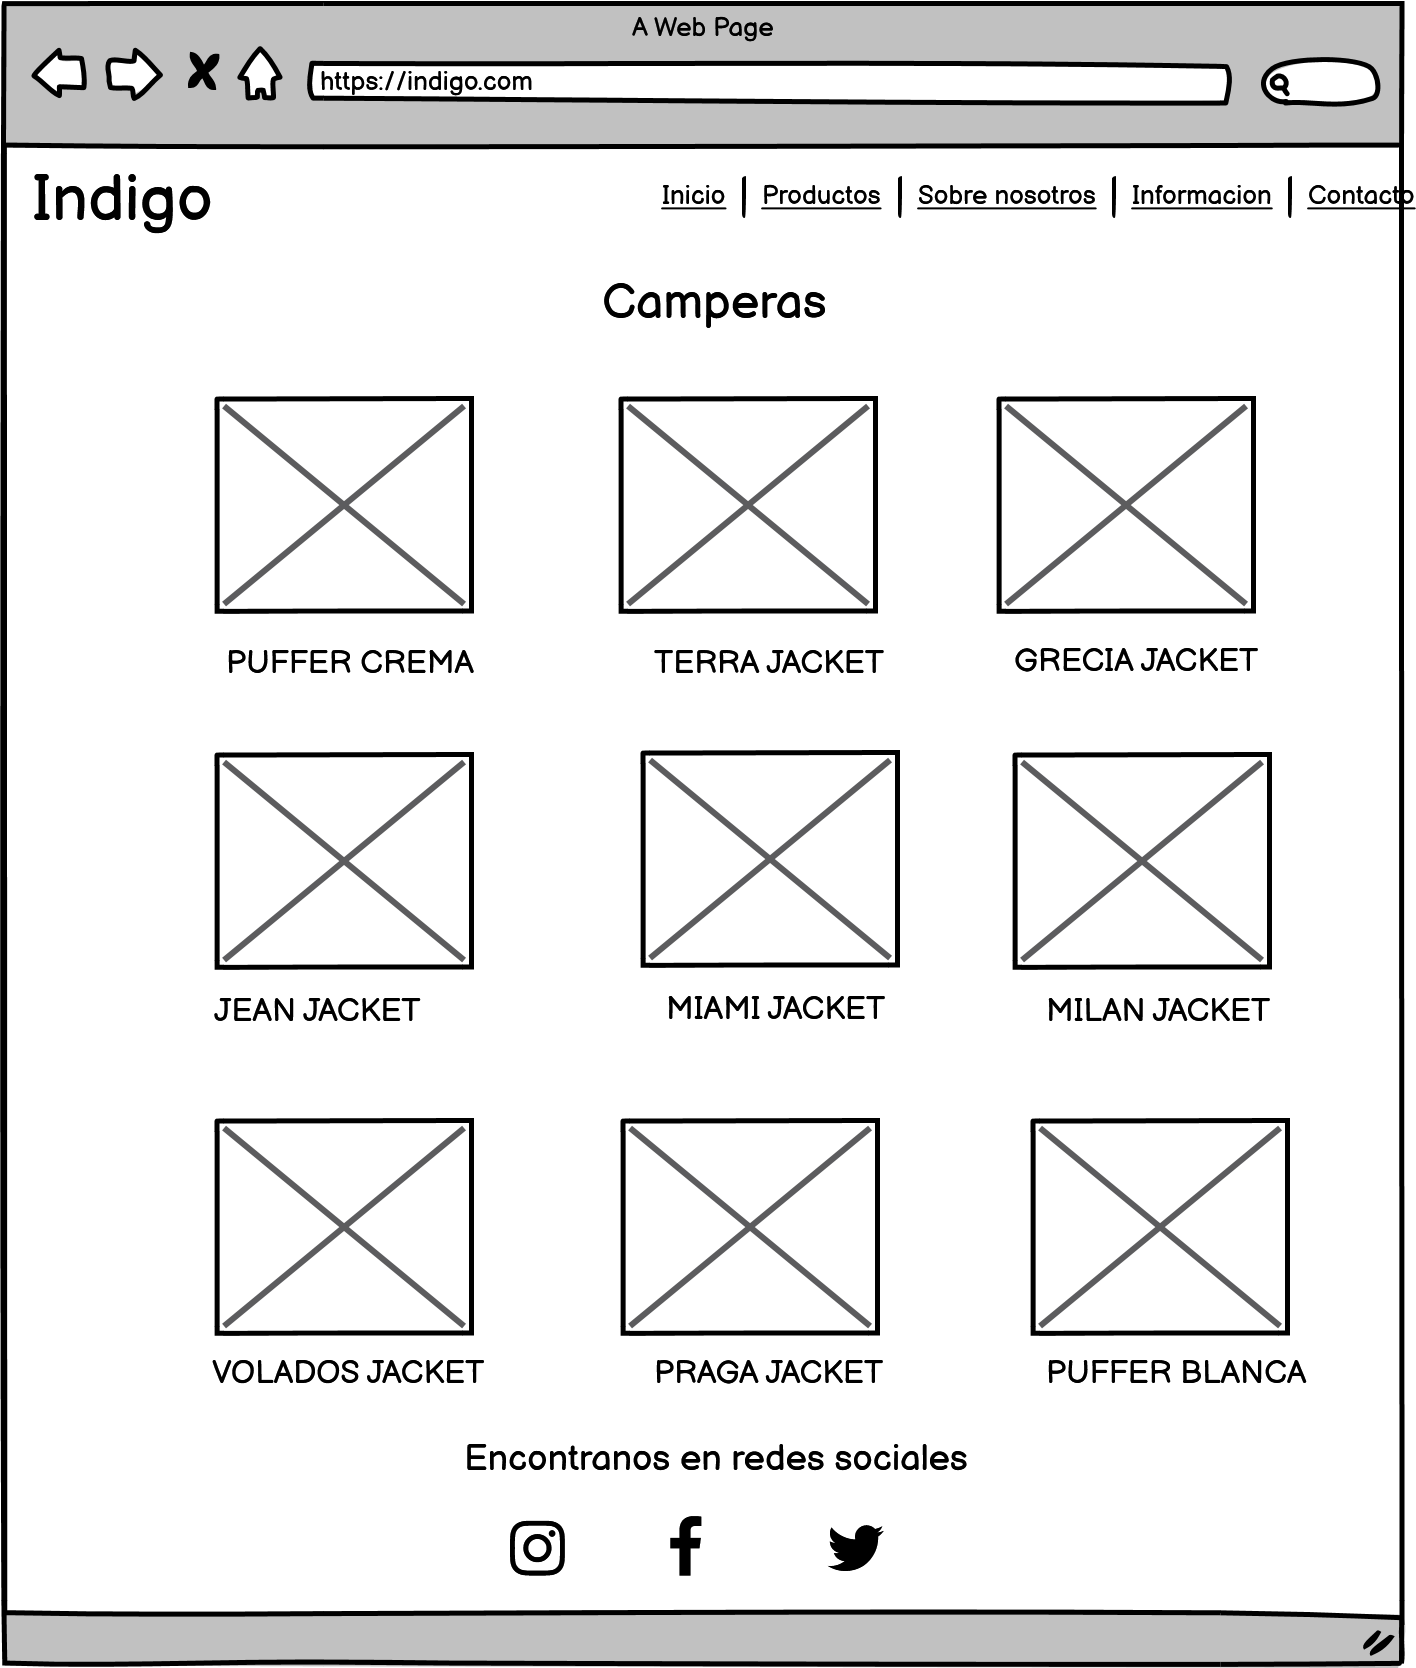 A Web Page
https://indigo.com
Indigo
Inicio | Productos | Sobre nosotros | Informacion | Contacto
Camperas
PUFFER CREMA
TERRA JACKET
GRECIA JACKET
JEAN JACKET
MIAMI JACKET
MILAN JACKET
VOLADOS JACKET
PRAGA JACKET
PUFFER BLANCA
Encontranos en redes sociales